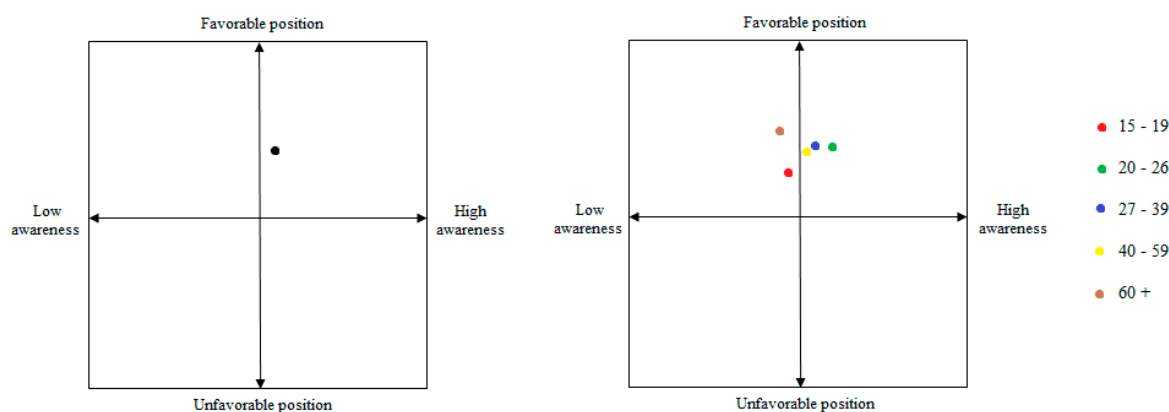 Favorable position
Low
awareness
High
awareness
Unfavorable position
Favorable position
Low
awareness
High
awareness
Unfavorable position
15 - 19
20 - 26
27 - 39
40 - 59
60 +